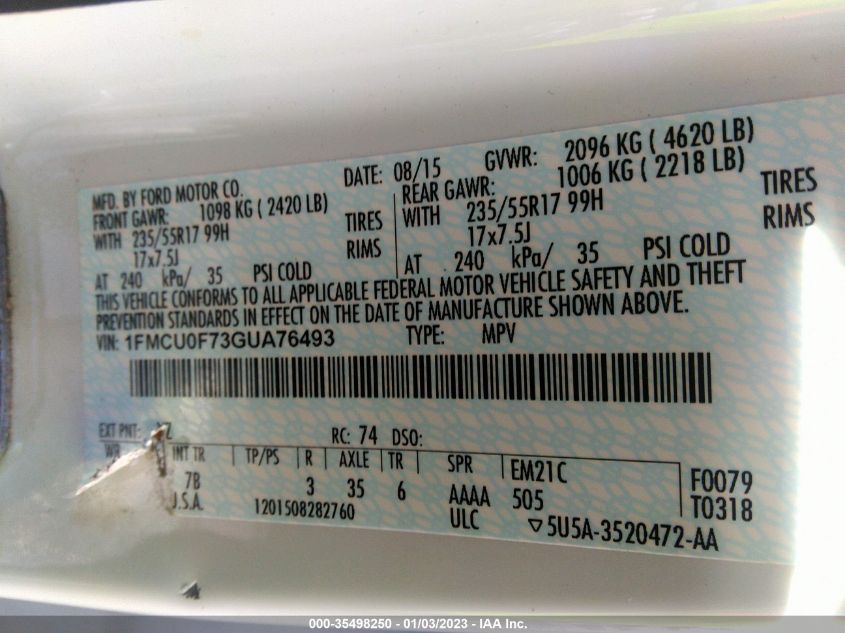 MFD. BY FORD MOTOR CO.
DATE: 08/15 GVWR: 2096 KG ( 4620 LB)
FRONT GAWR: 1098 KG ( 2420 LB) REAR GAWR: 1006 KG ( 2218 LB)
WITH 235/55R17 99H TIRES WITH 235/55R17 99H TIRES
17x7.5J RIMS 17x7.5J RIMS
AT 240 kPa/ 35 PSI COLD AT 240 kPa/ 35 PSI COLD
THIS VEHICLE CONFORMS TO ALL APPLICABLE FEDERAL MOTOR VEHICLE SAFETY AND THEFT
PREVENTION STANDARDS IN EFFECT ON THE DATE OF MANUFACTURE SHOWN ABOVE.
VIN: 1FMCU0F73GUA76493 TYPE: MPV
EXT PNT: RC: 74 DSO:
WB INT TR TP/PS R AXLE TR SPR EM21C F0079
7B 3 35 6 AAAA 505 T0318
U.S.A. 1201508282760 ULC ▽5U5A-3520472-AA
000-35498250 - 01/03/2023 - IAA Inc.